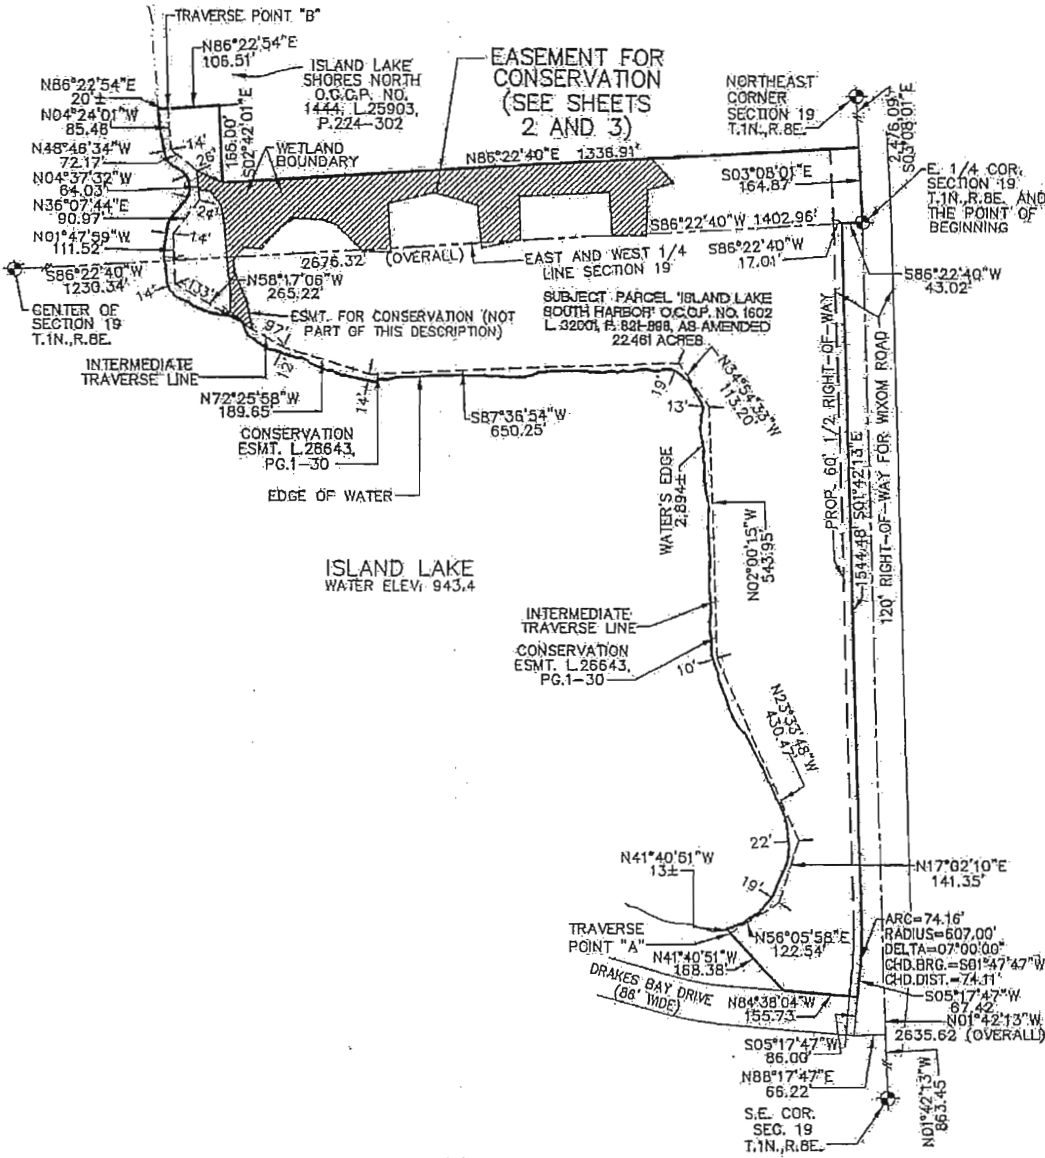 TRAVERSE POINT "B"
N86°22'54"E
106.51'
ISLAND LAKE
SHORES NORTH
O.C.C.P. NO.
1444, L.25903,
P.224-302
EASEMENT FOR
CONSERVATION
(SEE SHEETS
2 AND 3)
NORTHEAST
CORNER
SECTION 19
T.1N.,R.8E.
2,476.09'
S03°08'01"E
N86°22'54"E
20'±
N04°24'01"W
85.46'
N48°46'34"W
72.17'
N04°37'32"W
64.03'
N36°07'44"E
90.97'
N01°47'59"W
111.52'
S86°22'40"W
1230.34'
14'
26'
166.00'
S02°42'01"E
WETLAND
BOUNDARY
N86°22'40"E 1336.91'
S03°08'01"E
164.87'
E. 1/4 COR.
SECTION 19
T.1N.,R.8E. AND
THE POINT OF
BEGINNING
24'
14'
S86°22'40"W 1402.96'
S86°22'40"W
17.01'
S86°22'40"W
43.02'
2676.32' (OVERALL)
EAST AND WEST 1/4
LINE SECTION 19
14'
133'
N58°17'06"W
265.22'
CENTER OF
SECTION 19
T.1N.,R.8E.
ESMT. FOR CONSERVATION (NOT
PART OF THIS DESCRIPTION)
SUBJECT PARCEL "ISLAND LAKE
SOUTH HARBOR" O.C.C.P. NO. 1602
L. 32001, P. 821-898, AS AMENDED
22.461 ACRES
97'
12'
INTERMEDIATE
TRAVERSE LINE
N72°25'58"W
189.65'
14'
S87°36'54"W
650.25'
19'
N34°54'33"W
113.20'
13'
CONSERVATION
ESMT. L.26643,
PG.1-30
EDGE OF WATER
WATER'S EDGE
2,894±
PROP. 60' 1/2 RIGHT-OF-WAY
1544.48' S01°42'13"E
120' RIGHT-OF-WAY FOR WIXOM ROAD
ISLAND LAKE
WATER ELEV. 943.4
N02°00'15"W
543.95'
INTERMEDIATE
TRAVERSE LINE
CONSERVATION
ESMT. L.26643,
PG.1-30
10'
N23°33'48"W
430.47'
22'
N41°40'51"W
13±
N17°02'10"E
141.35'
19'
TRAVERSE
POINT "A"
N56°05'58"E
122.54'
N41°40'51"W
168.38'
ARC=74.16'
RADIUS=607.00'
DELTA=07°00'00"
CHD.BRG.=S01°47'47"W
CHD.DIST.=74.11'
DRAKES BAY DRIVE
(86' WIDE)
N84°38'04"W
155.73
S05°17'47"W
67.42
N01°42'13"W
2635.62 (OVERALL)
S05°17'47"W
86.00'
N88°17'47"E
66.22'
N01°42'13"W
863.45
S.E. COR.
SEC. 19
T.1N.,R.8E.